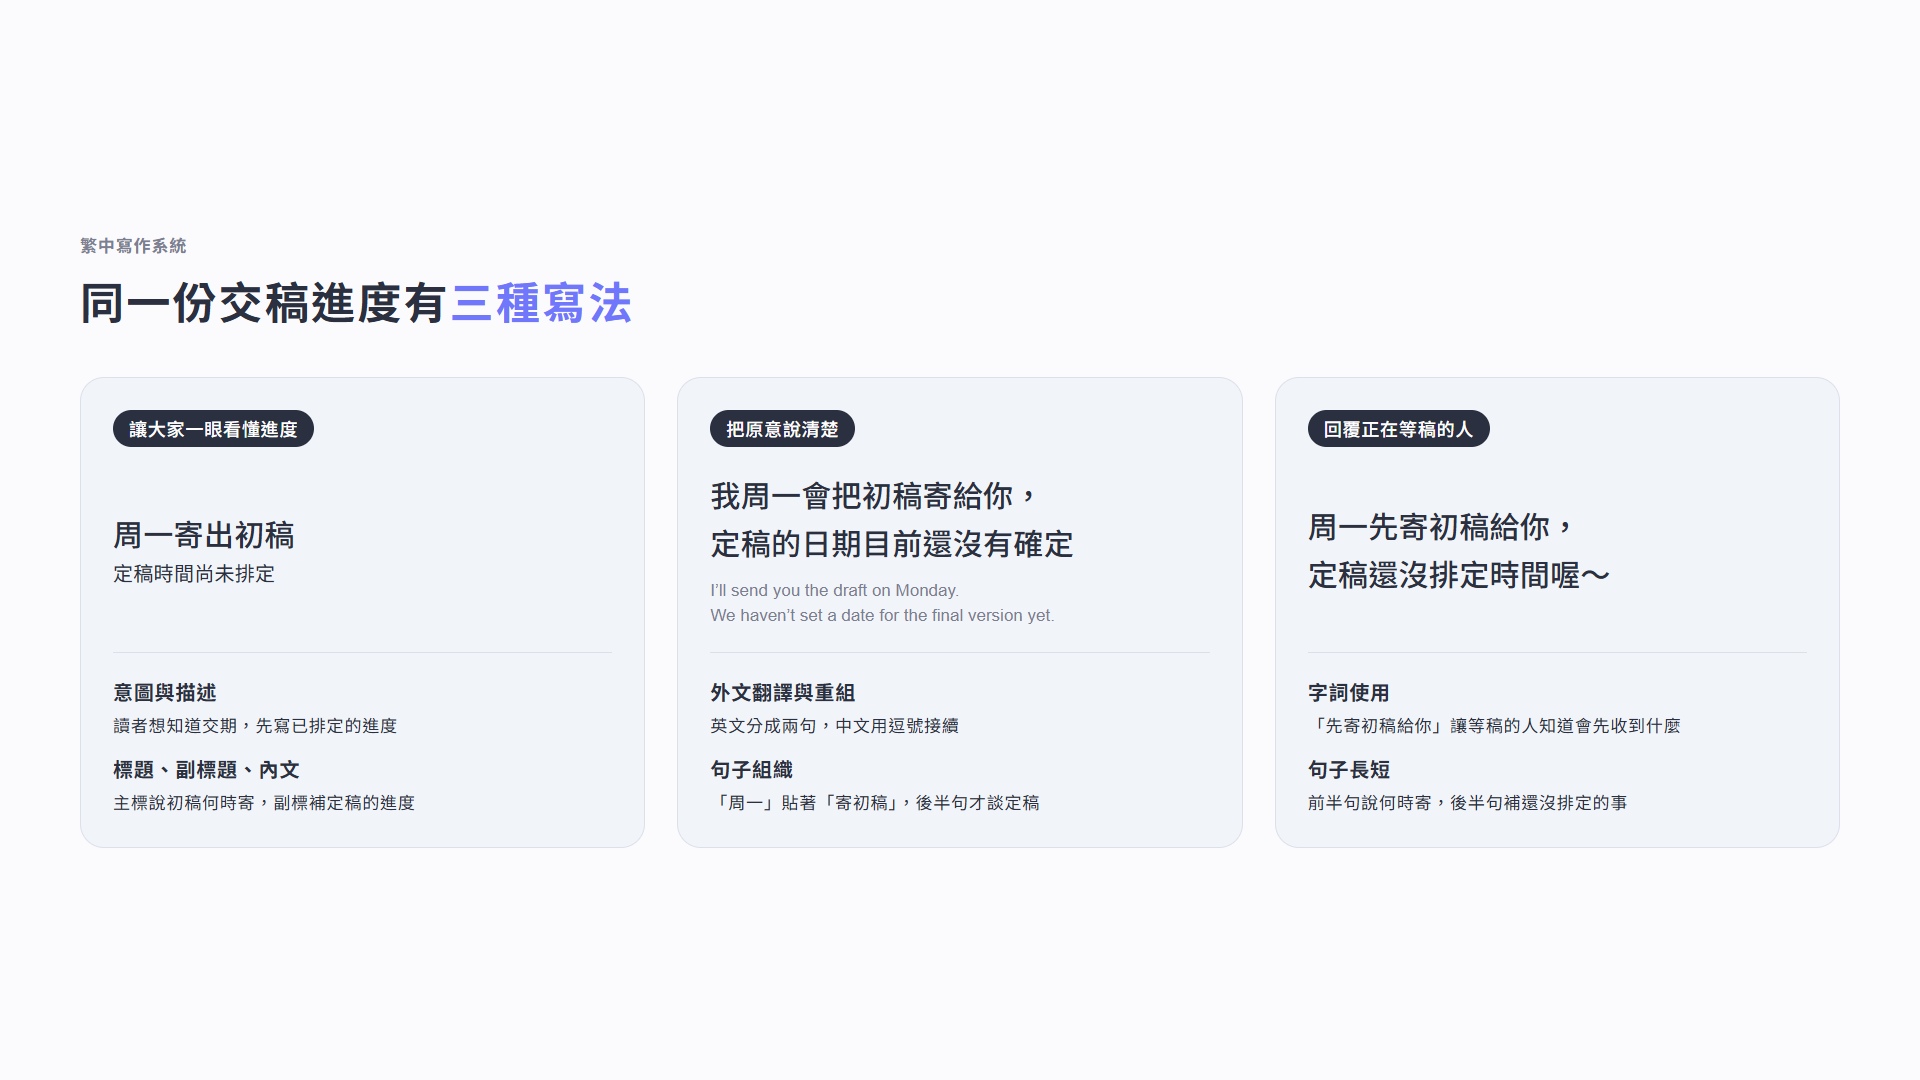 繁中寫作系統
同一份交稿進度有三種寫法
讓大家一眼看懂進度
周一寄出初稿
定稿時間尚未排定
意圖與描述
讀者想知道交期，先寫已排定的進度
標題、副標題、內文
主標說初稿何時寄，副標補定稿的進度
把原意說清楚
我周一會把初稿寄給你，
定稿的日期目前還沒有確定
I’ll send you the draft on Monday.
We haven’t set a date for the final version yet.
外文翻譯與重組
英文分成兩句，中文用逗號接續
句子組織
「周一」貼著「寄初稿」，後半句才談定稿
回覆正在等稿的人
周一先寄初稿給你，
定稿還沒排定時間喔～
字詞使用
「先寄初稿給你」讓等稿的人知道會先收到什麼
句子長短
前半句說何時寄，後半句補還沒排定的事